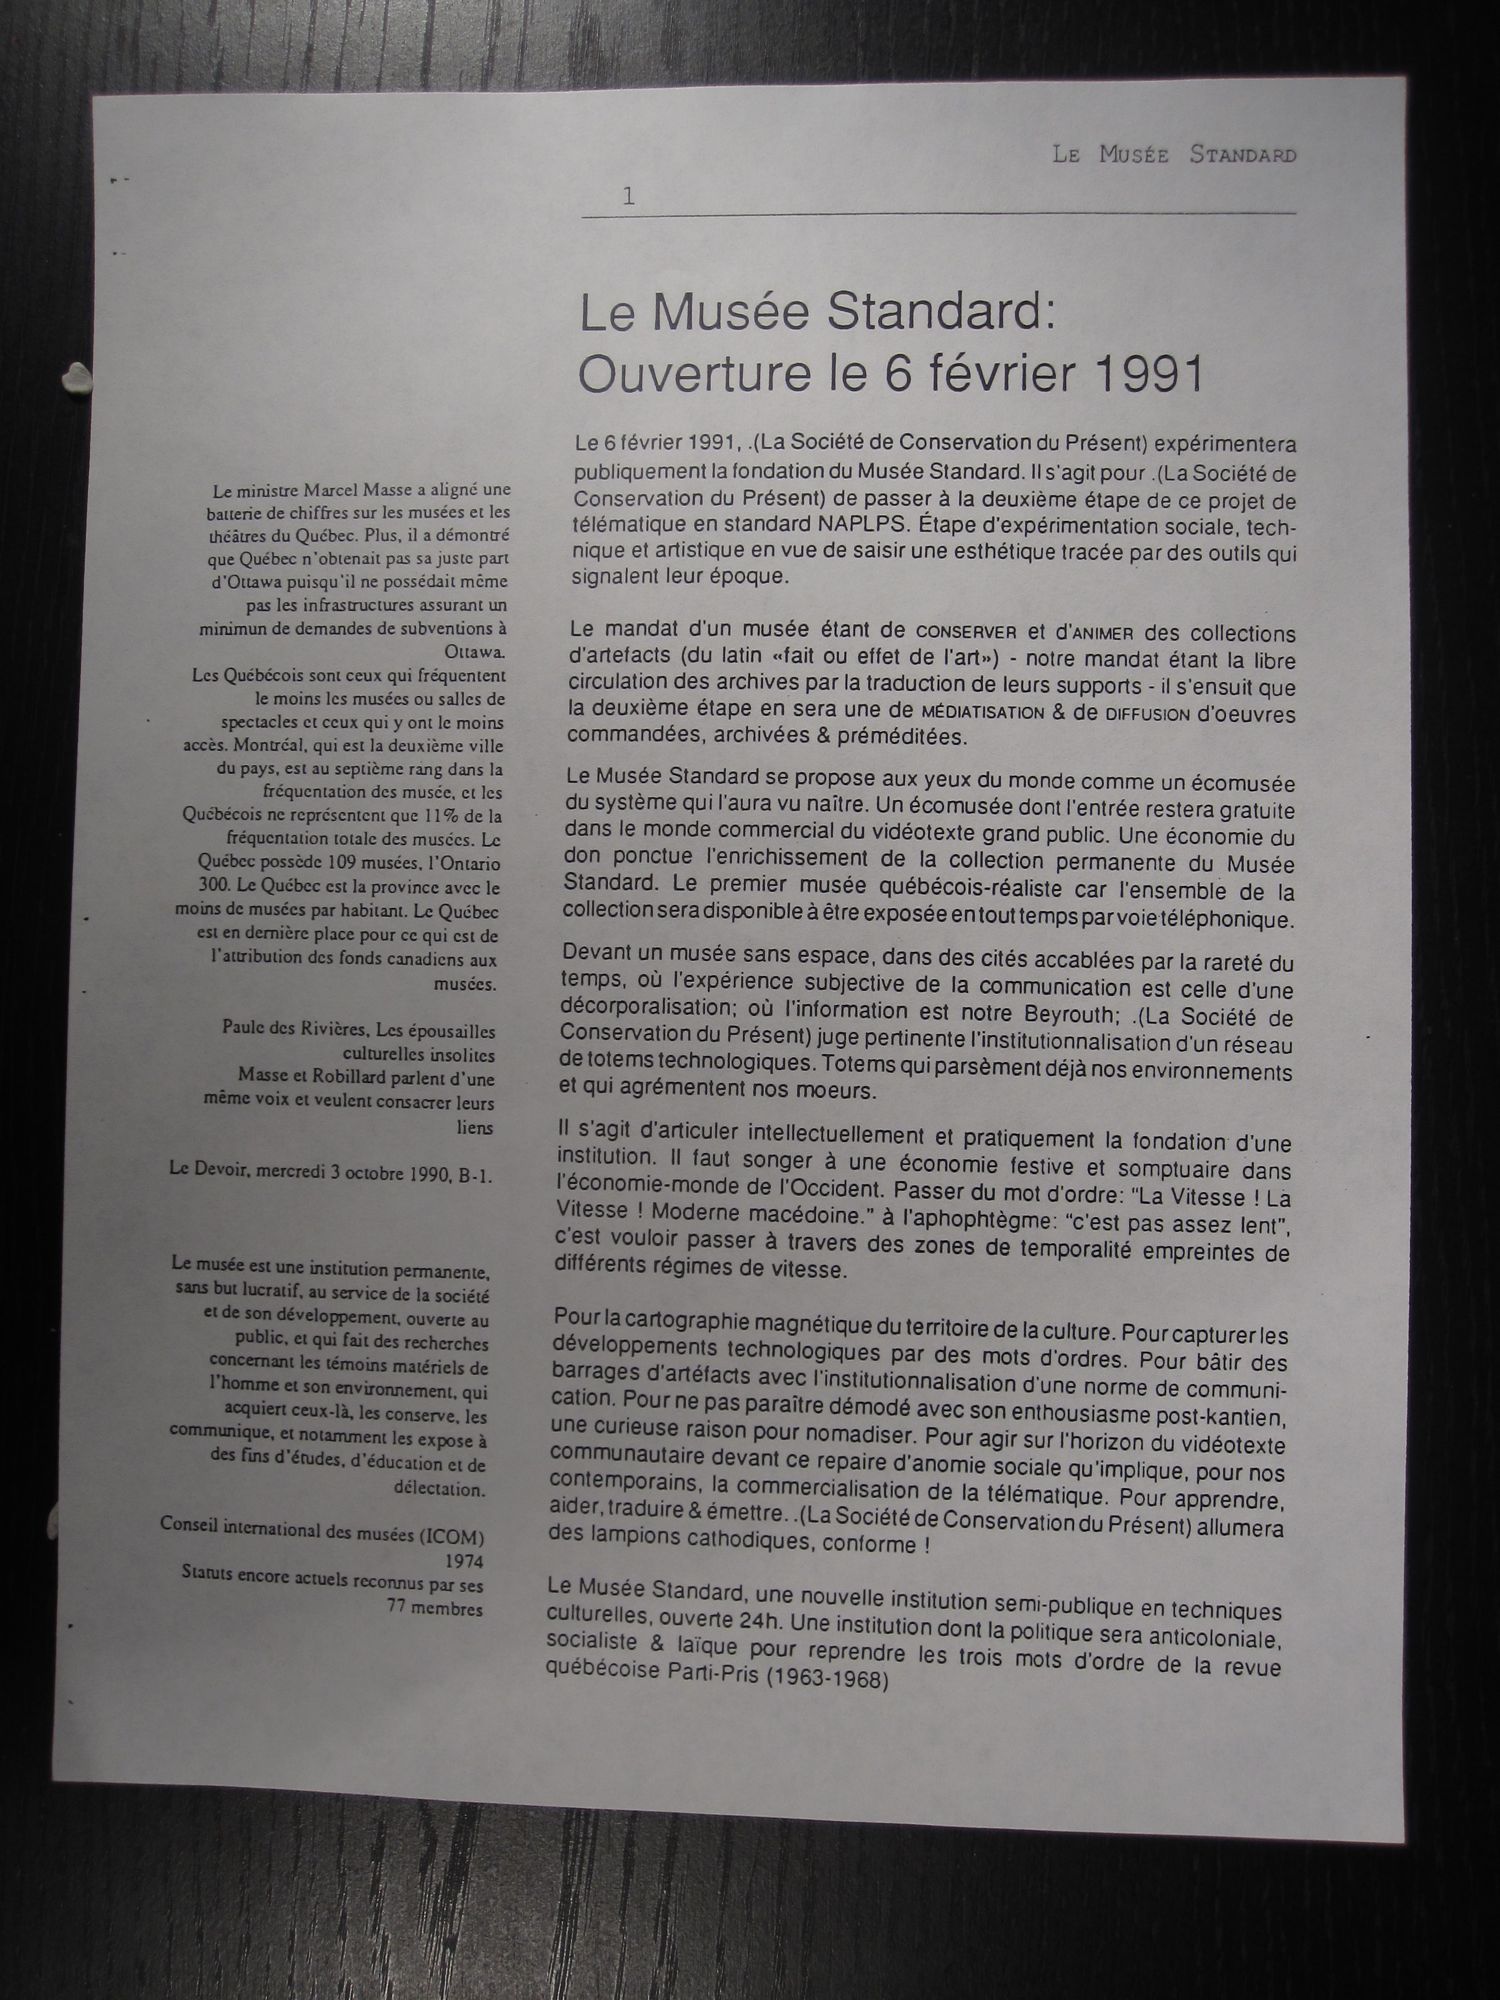 Le Musée Standard
1
Le Musée Standard:
Ouverture le 6 février 1991
Le 6 février 1991, .(La Société de Conservation du Présent) expérimentera
publiquement la fondation du Musée Standard. Il s'agit pour .(La Société de
Conservation du Présent) de passer à la deuxième étape de ce projet de
télématique en standard NAPLPS. Étape d'expérimentation sociale, tech-
nique et artistique en vue de saisir une esthétique tracée par des outils qui
signalent leur époque.
Le mandat d'un musée étant de CONSERVER et d'ANIMER des collections
d'artefacts (du latin «fait ou effet de l'art») - notre mandat étant la libre
circulation des archives par la traduction de leurs supports - il s'ensuit que
la deuxième étape en sera une de MÉDIATISATION & de DIFFUSION d'oeuvres
commandées, archivées & préméditées.
Le Musée Standard se propose aux yeux du monde comme un écomusée
du système qui l'aura vu naître. Un écomusée dont l'entrée restera gratuite
dans le monde commercial du vidéotexte grand public. Une économie du
don ponctue l'enrichissement de la collection permanente du Musée
Standard. Le premier musée québécois-réaliste car l'ensemble de la
collection sera disponible à être exposée en tout temps par voie téléphonique.
Devant un musée sans espace, dans des cités accablées par la rareté du
temps, où l'expérience subjective de la communication est celle d'une
décorporalisation; où l'information est notre Beyrouth; .(La Société de
Conservation du Présent) juge pertinente l'institutionnalisation d'un réseau
de totems technologiques. Totems qui parsèment déjà nos environnements
et qui agrémentent nos moeurs.
Il s'agit d'articuler intellectuellement et pratiquement la fondation d'une
institution. Il faut songer à une économie festive et somptuaire dans
l'économie-monde de l'Occident. Passer du mot d'ordre: "La Vitesse ! La
Vitesse ! Moderne macédoine." à l'aphophtègme: "c'est pas assez lent",
c'est vouloir passer à travers des zones de temporalité empreintes de
différents régimes de vitesse.
Pour la cartographie magnétique du territoire de la culture. Pour capturer les
développements technologiques par des mots d'ordres. Pour bâtir des
barrages d'artéfacts avec l'institutionnalisation d'une norme de communi-
cation. Pour ne pas paraître démodé avec son enthousiasme post-kantien,
une curieuse raison pour nomadiser. Pour agir sur l'horizon du vidéotexte
communautaire devant ce repaire d'anomie sociale qu'implique, pour nos
contemporains, la commercialisation de la télématique. Pour apprendre,
aider, traduire & émettre. .(La Société de Conservation du Présent) allumera
des lampions cathodiques, conforme !
Le Musée Standard, une nouvelle institution semi-publique en techniques
culturelles, ouverte 24h. Une institution dont la politique sera anticoloniale,
socialiste & laïque pour reprendre les trois mots d'ordre de la revue
québécoise Parti-Pris (1963-1968)
Le ministre Marcel Masse a aligné une
batterie de chiffres sur les musées et les
théâtres du Québec. Plus, il a démontré
que Québec n'obtenait pas sa juste part
d'Ottawa puisqu'il ne possédait même
pas les infrastructures assurant un
minimun de demandes de subventions à
Ottawa.
Les Québécois sont ceux qui fréquentent
le moins les musées ou salles de
spectacles et ceux qui y ont le moins
accès. Montréal, qui est la deuxième ville
du pays, est au septième rang dans la
fréquentation des musée, et les
Québécois ne représentent que 11% de la
fréquentation totale des musées. Le
Québec possède 109 musées, l'Ontario
300. Le Québec est la province avec le
moins de musées par habitant. Le Québec
est en dernière place pour ce qui est de
l'attribution des fonds canadiens aux
musées.
Paule des Rivières, Les épousailles
culturelles insolites
Masse et Robillard parlent d'une
même voix et veulent consacrer leurs
liens
Le Devoir, mercredi 3 octobre 1990, B-1.
Le musée est une institution permanente,
sans but lucratif, au service de la société
et de son développement, ouverte au
public, et qui fait des recherches
concernant les témoins matériels de
l'homme et son environnement, qui
acquiert ceux-là, les conserve, les
communique, et notamment les expose à
des fins d'études, d'éducation et de
délectation.
Conseil international des musées (ICOM)
1974
Statuts encore actuels reconnus par ses
77 membres